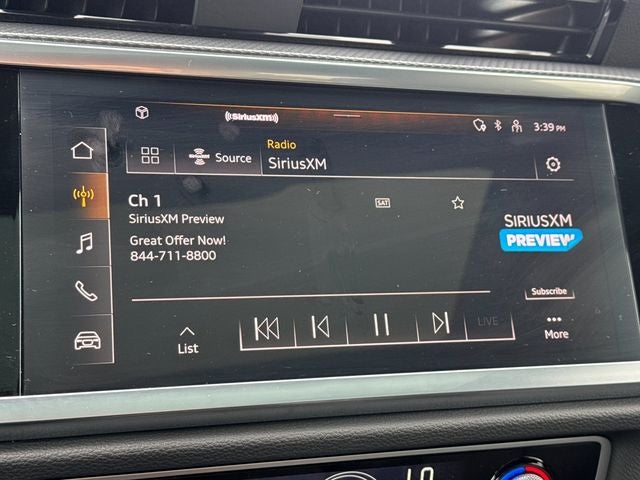 ((SiriusXM))
3:39 PM
Radio
Source
SiriusXM
Ch 1
SAT
SiriusXM Preview
SIRIUSXM
PREVIEW
Great Offer Now!
844-711-8800
Subscribe
LIVE
List
More